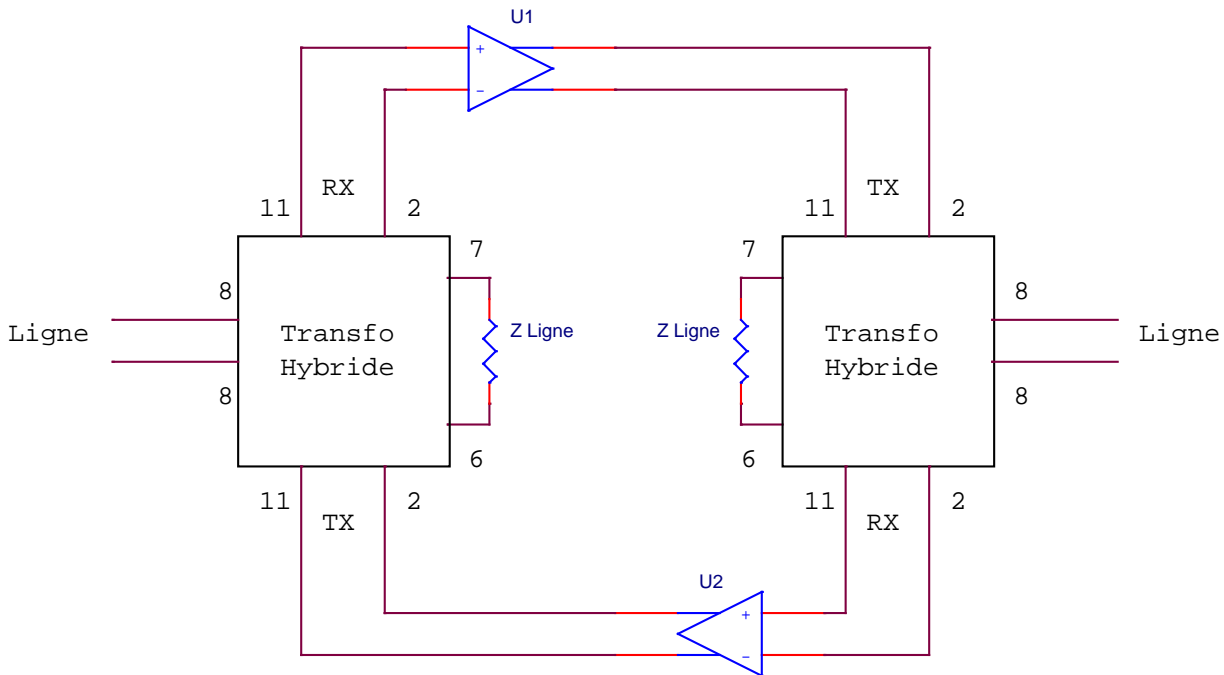 U1
+
−
RX
TX
11
2
11
2
7
7
8
8
Ligne
Transfo
Hybride
Z Ligne
Z Ligne
Transfo
Hybride
Ligne
8
8
6
6
11
2
11
2
TX
RX
U2
+
−